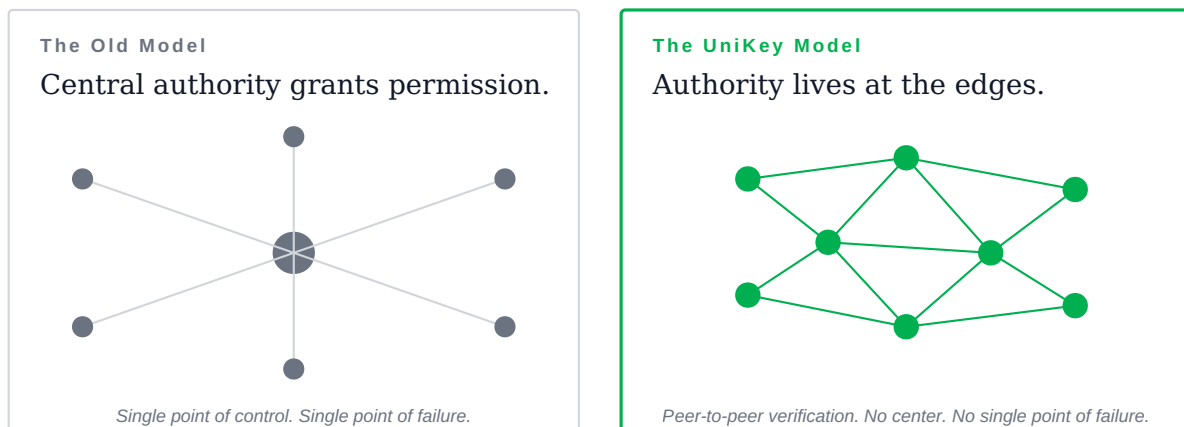 The Old Model
Central authority grants permission.
Single point of control. Single point of failure.
The UniKey Model
Authority lives at the edges.
Peer-to-peer verification. No center. No single point of failure.